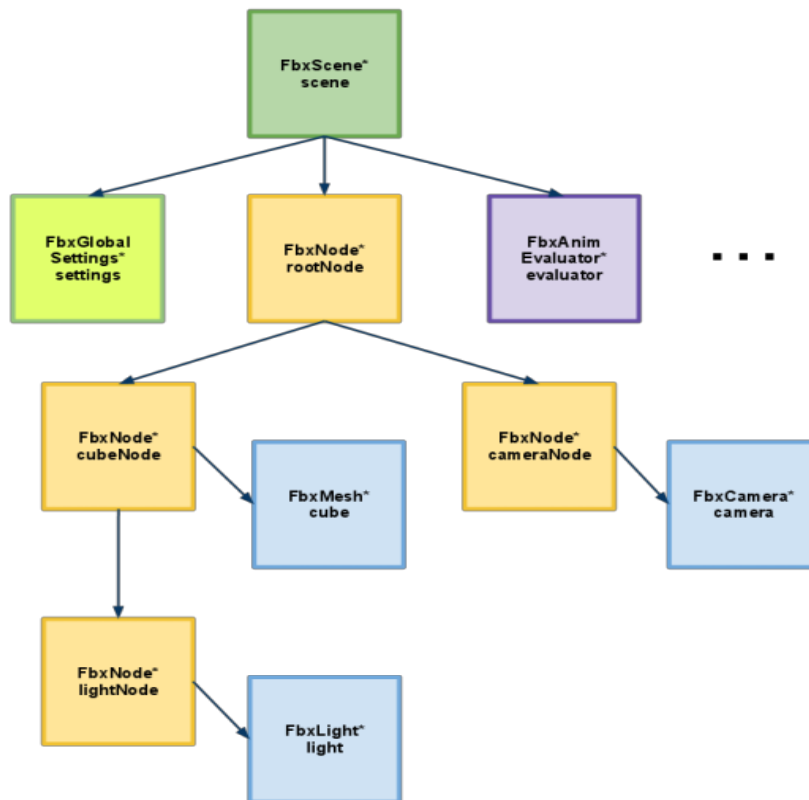 FbxScene*
scene
FbxGlobal
Settings*
settings
FbxNode*
rootNode
FbxAnim
Evaluator*
evaluator
. . .
FbxNode*
cubeNode
FbxMesh*
cube
FbxNode*
cameraNode
FbxCamera*
camera
FbxNode*
lightNode
FbxLight*
light